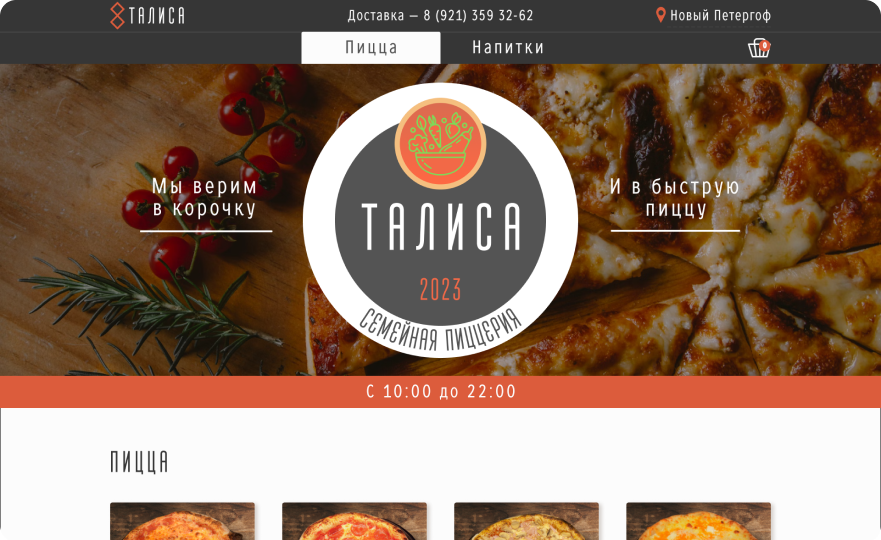 ТАЛИСА
Доставка — 8 (921) 359 32-62
Новый Петергоф
Пицца
Напитки
0
Мы верим
в корочку
И в быструю
пиццу
ТАЛИСА
2023
СЕМЕЙНАЯ ПИЦЦЕРИЯ
С 10:00 до 22:00
ПИЦЦА